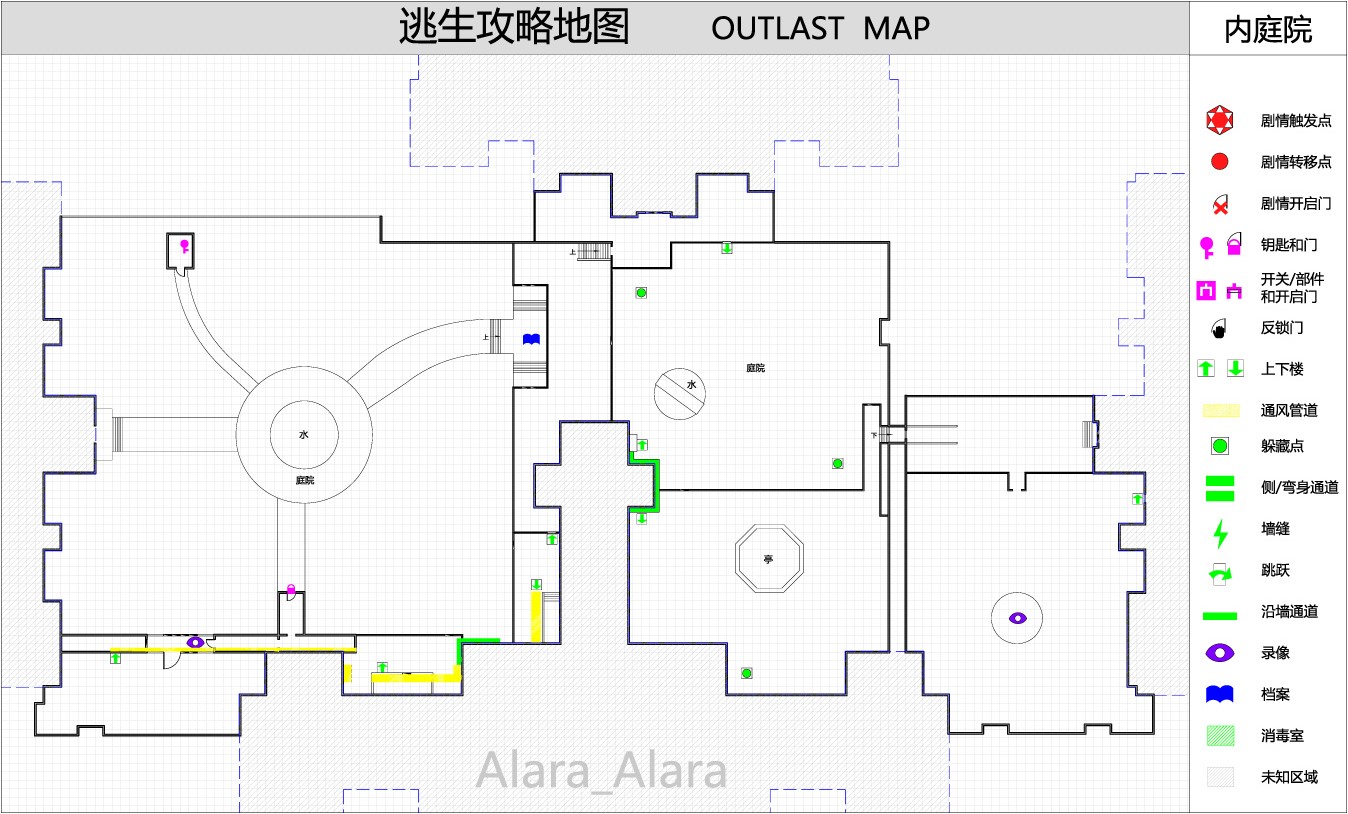 逃生攻略地图 OUTLAST MAP
内庭院
剧情触发点
剧情转移点
剧情开启门
钥匙和门
开关/部件
和开启门
反锁门
上下楼
通风管道
躲藏点
侧/弯身通道
墙缝
跳跃
沿墙通道
录像
档案
消毒室
未知区域
上
上
庭院
水
水
下
庭院
亭
Alara_Alara